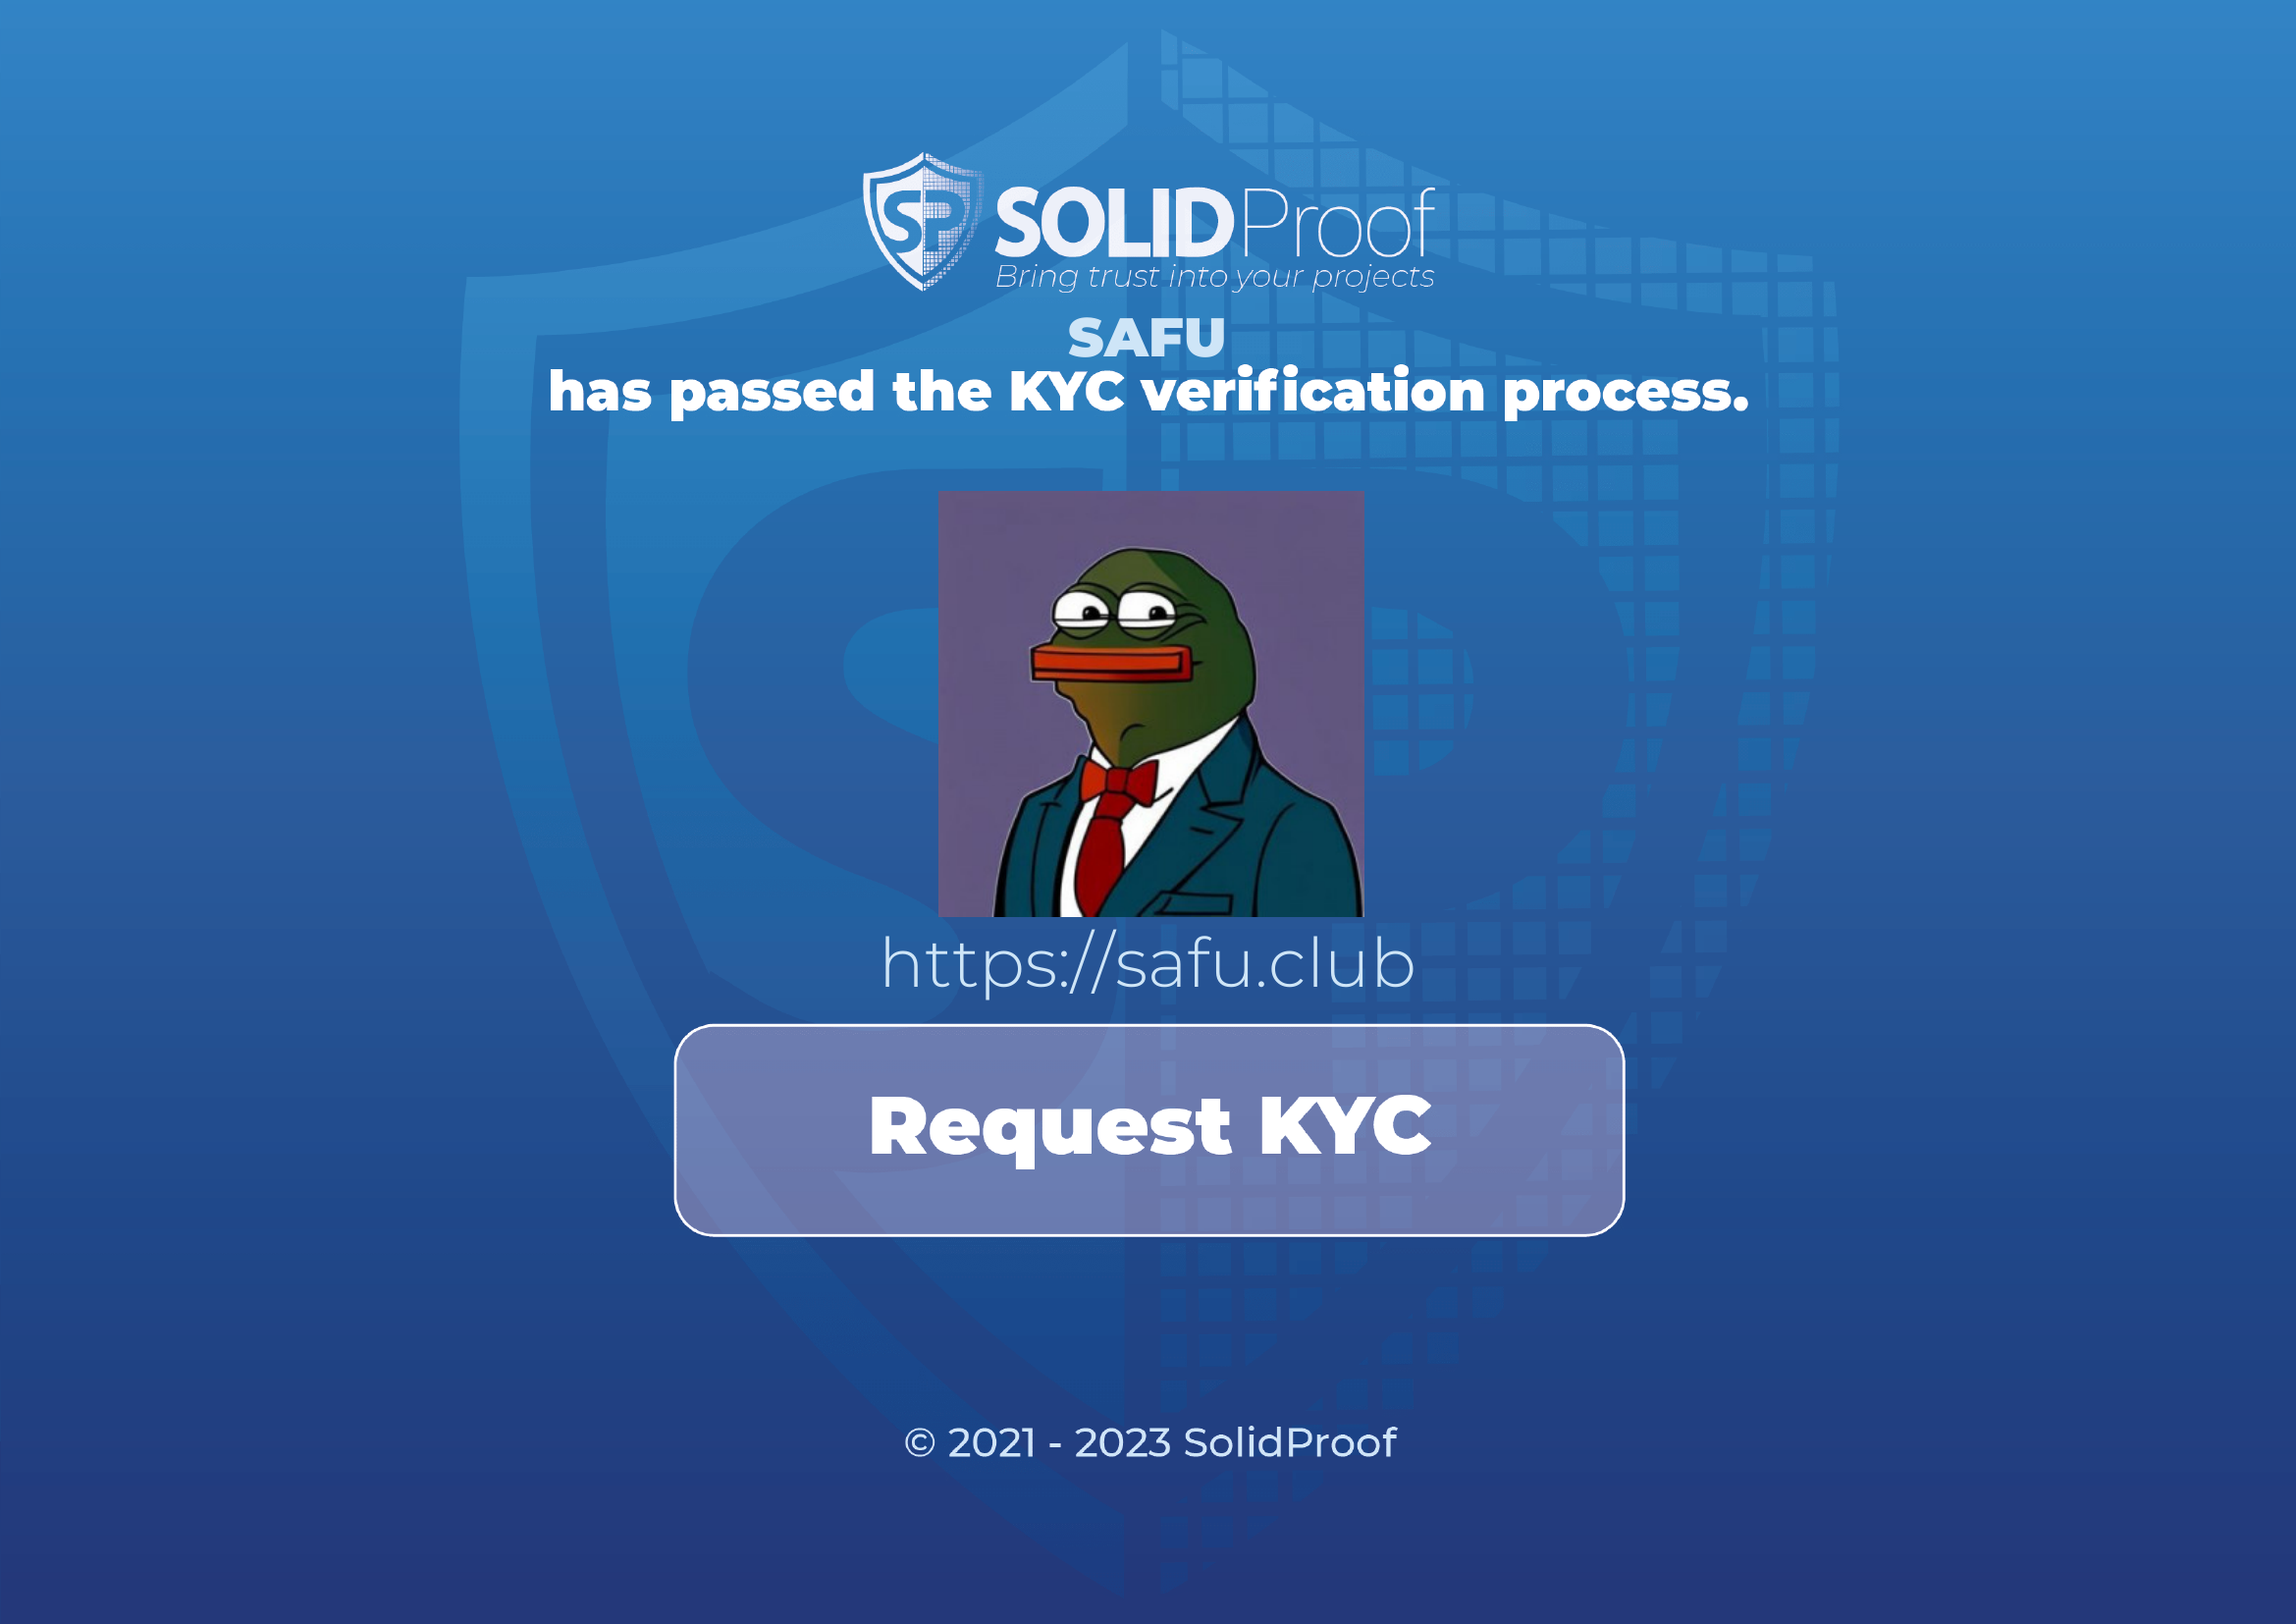 SP SOLIDProof
Bring trust into your projects
SAFU
has passed the KYC verification process.
https://safu.club
Request KYC
© 2021 - 2023 SolidProof